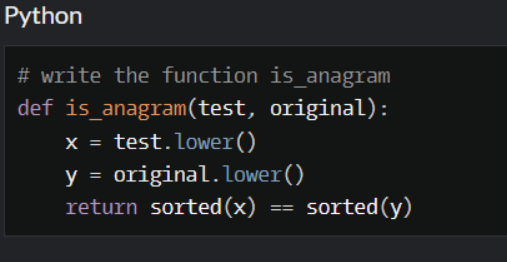 Python
# write the function is_anagram
def is_anagram(test, original):
    x = test.lower()
    y = original.lower()
    return sorted(x) == sorted(y)